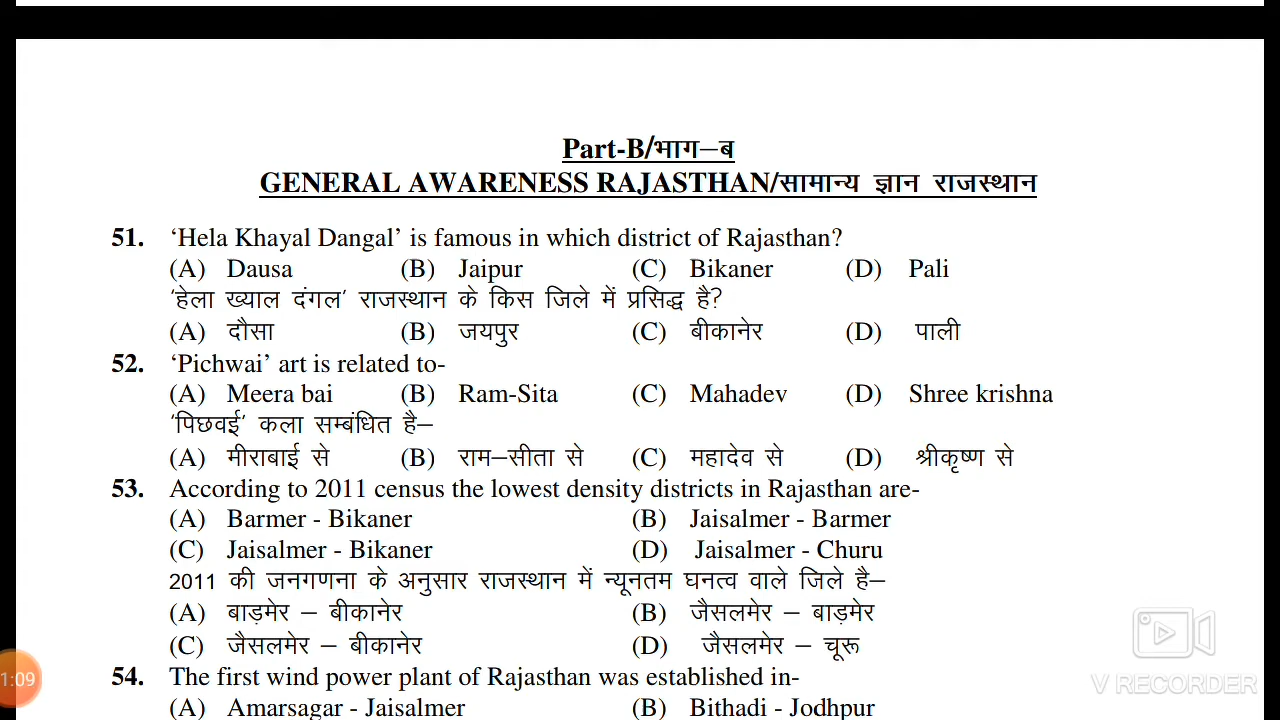 Part-B/भाग–ब
GENERAL AWARENESS RAJASTHAN/सामान्य ज्ञान राजस्थान
51. ‘Hela Khayal Dangal’ is famous in which district of Rajasthan?
(A) Dausa (B) Jaipur (C) Bikaner (D) Pali
‘हेला ख्याल दंगल’ राजस्थान के किस जिले में प्रसिद्ध है?
(A) दौसा (B) जयपुर (C) बीकानेर (D) पाली
52. ‘Pichwai’ art is related to-
(A) Meera bai (B) Ram-Sita (C) Mahadev (D) Shree krishna
‘पिछवई’ कला सम्बंधित है–
(A) मीराबाई से (B) राम–सीता से (C) महादेव से (D) श्रीकृष्ण से
53. According to 2011 census the lowest density districts in Rajasthan are-
(A) Barmer - Bikaner (B) Jaisalmer - Barmer
(C) Jaisalmer - Bikaner (D) Jaisalmer - Churu
2011 की जनगणना के अनुसार राजस्थान में न्यूनतम घनत्व वाले जिले है–
(A) बाड़मेर – बीकानेर (B) जैसलमेर – बाड़मेर
(C) जैसलमेर – बीकानेर (D) जैसलमेर – चूरू
54. The first wind power plant of Rajasthan was established in-
(A) Amarsagar - Jaisalmer (B) Bithadi - Jodhpur
1:09
V RECORDER